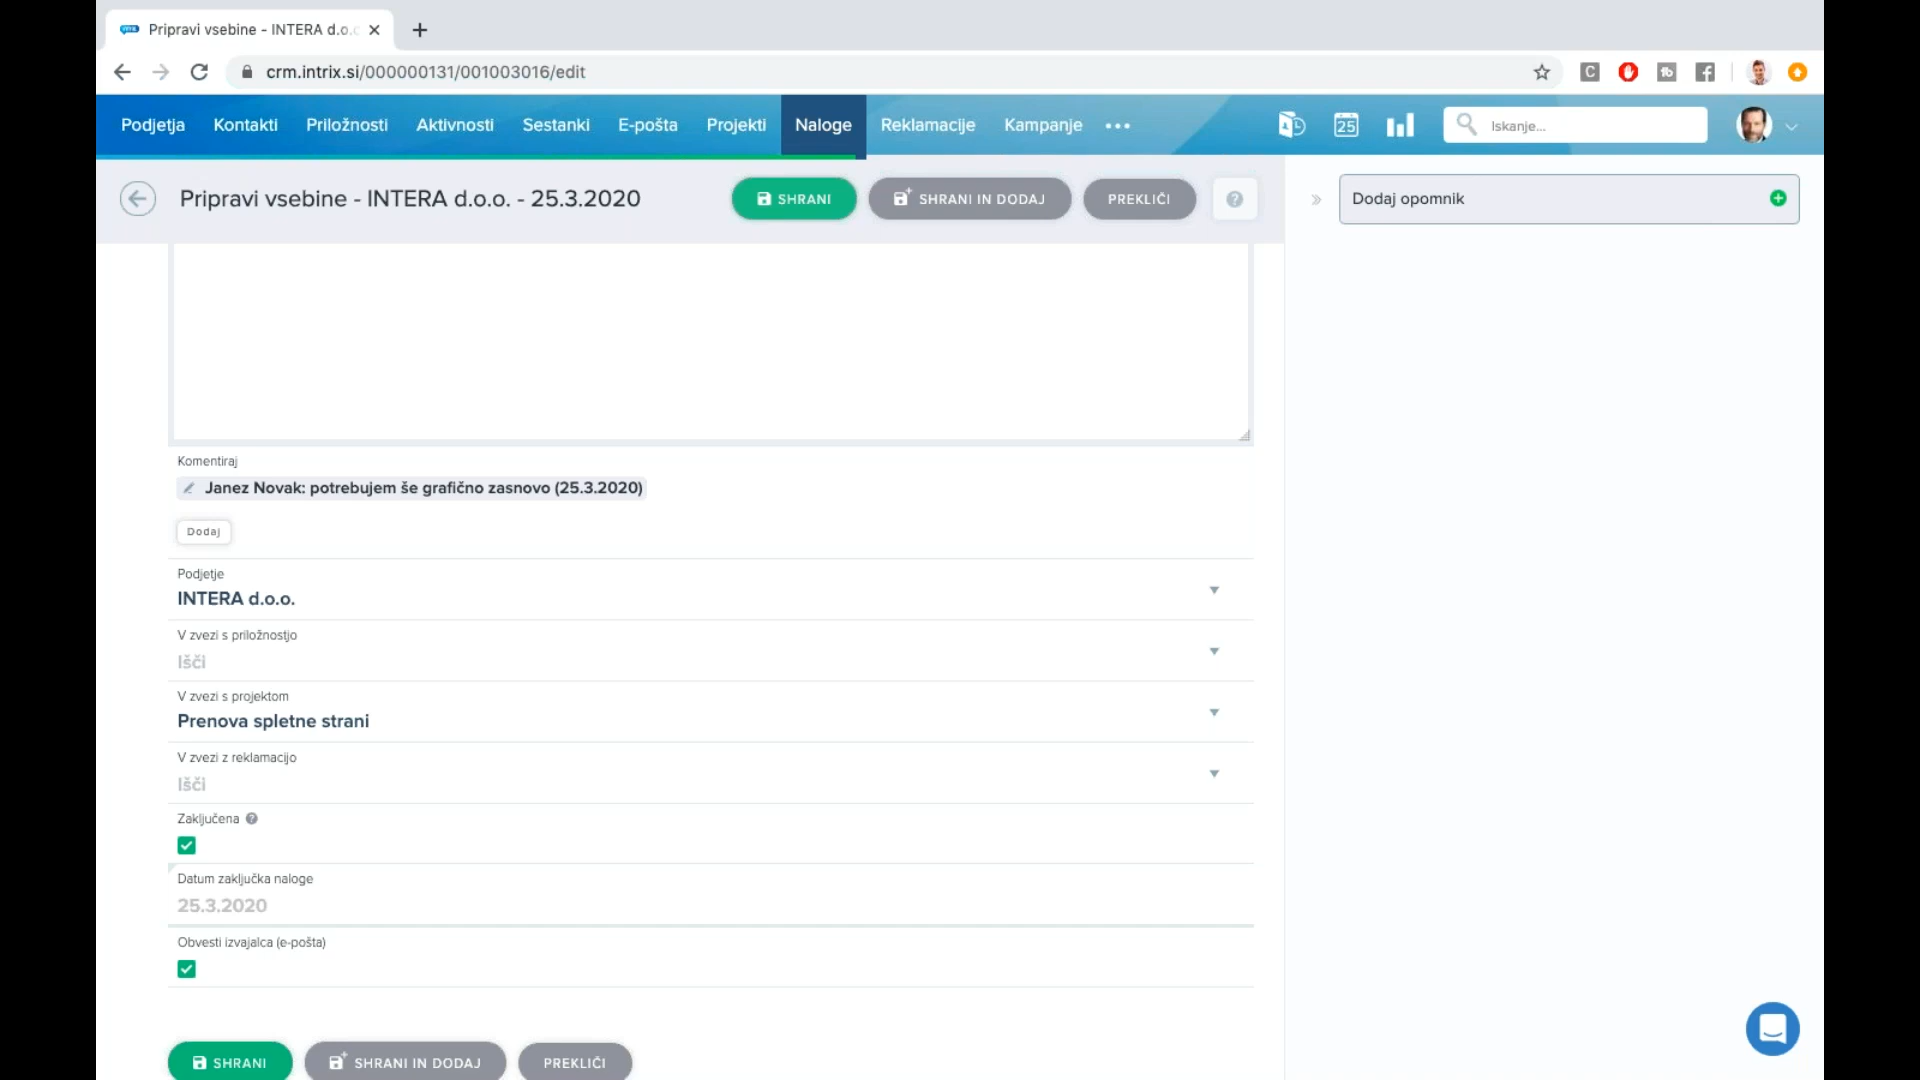 Pripravi vsebine - INTERA d.o.
crm.intrix.si/000000131/001003016/edit
Podjetja Kontakti Priložnosti Aktivnosti Sestanki E-pošta Projekti Naloge Reklamacije Kampanje
25
Iskanje...
Pripravi vsebine - INTERA d.o.o. - 25.3.2020
SHRANI
SHRANI IN DODAJ
PREKLIČI
?
Dodaj opomnik
Komentiraj
Janez Novak: potrebujem še grafično zasnovo (25.3.2020)
Dodaj
Podjetje
INTERA d.o.o.
V zvezi s priložnostjo
Išči
V zvezi s projektom
Prenova spletne strani
V zvezi z reklamacijo
Išči
Zaključena ?
Datum zaključka naloge
25.3.2020
Obvesti izvajalca (e-pošta)
SHRANI
SHRANI IN DODAJ
PREKLIČI